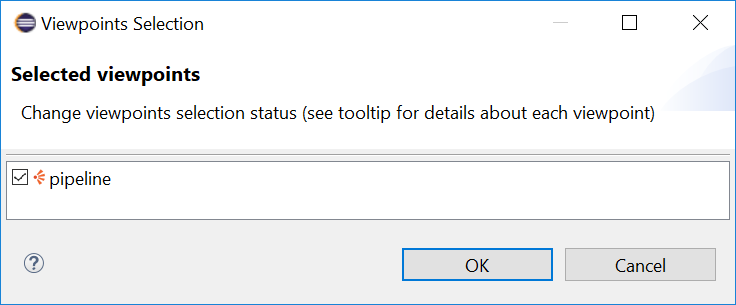 Viewpoints Selection
Selected viewpoints
Change viewpoints selection status (see tooltip for details about each viewpoint)
pipeline
?
OK
Cancel